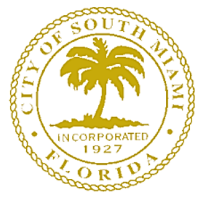 CITY OF SOUTH MIAMI
INCORPORATED
1927
FLORIDA